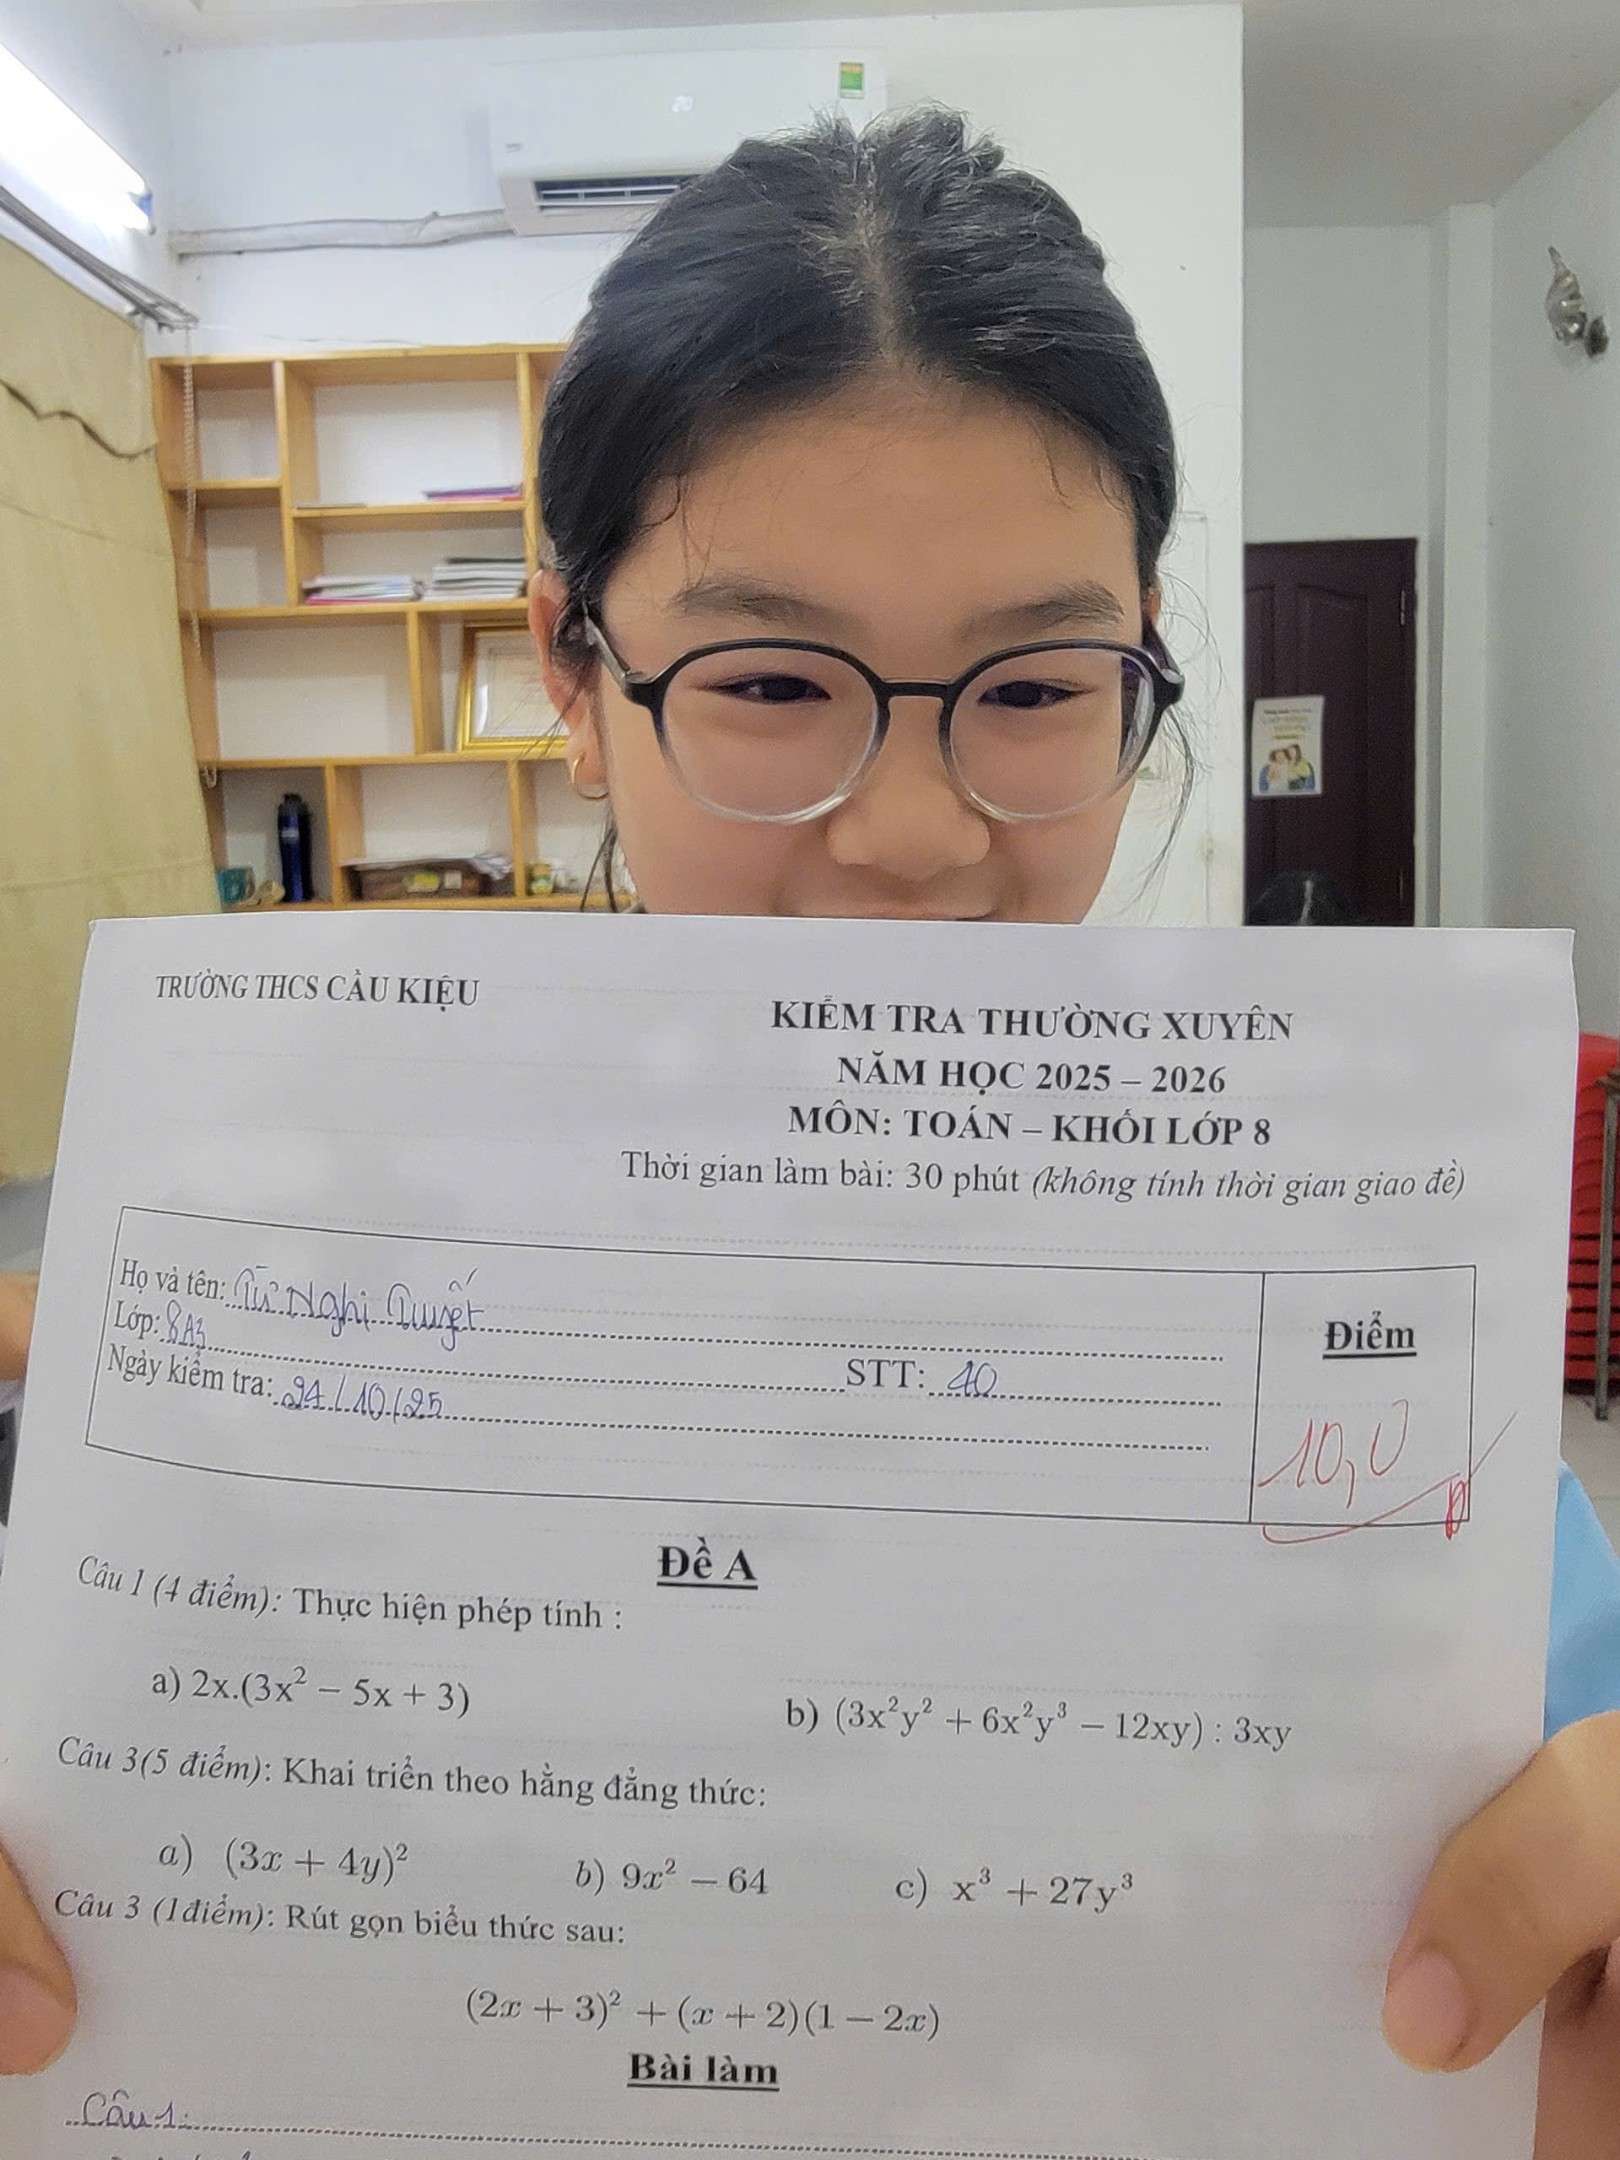 TRƯỜNG THCS CẦU KIỆU
KIỂM TRA THƯỜNG XUYÊN
NĂM HỌC 2025 – 2026
MÔN: TOÁN – KHỐI LỚP 8
Thời gian làm bài: 30 phút (không tính thời gian giao đề)
Họ và tên: Từ Nghi Tuyết
Lớp: 8A3
STT: 40
Ngày kiểm tra: 24/10/25
Điểm
10,0
Đề A
Câu 1 (4 điểm): Thực hiện phép tính :
a) 2x.(3x² – 5x + 3)
b) (3x²y² + 6x²y³ – 12xy) : 3xy
Câu 3(5 điểm): Khai triển theo hằng đẳng thức:
a) (3x + 4y)²
b) 9x² – 64
c) x³ + 27y³
Câu 3 (1điểm): Rút gọn biểu thức sau:
(2x + 3)² + (x + 2)(1 – 2x)
Bài làm
Câu 1: